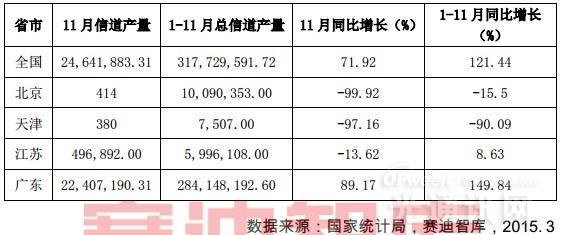 省市 11月信道产量 1-11月总信道产量 11月同比增长（%） 1-11月同比增长（%）
全国 24,641,883.31 317,729,591.72 71.92 121.44
北京 414 10,090,353.00 -99.92 -15.5
天津 380 7,507.00 -97.16 -90.09
江苏 496,892.00 5,996,108.00 -13.62 8.63
广东 22,407,190.31 284,148,192.60 89.17 149.84
OFweek
光通讯网
数据来源：国家统计局，赛迪智库，2015.3